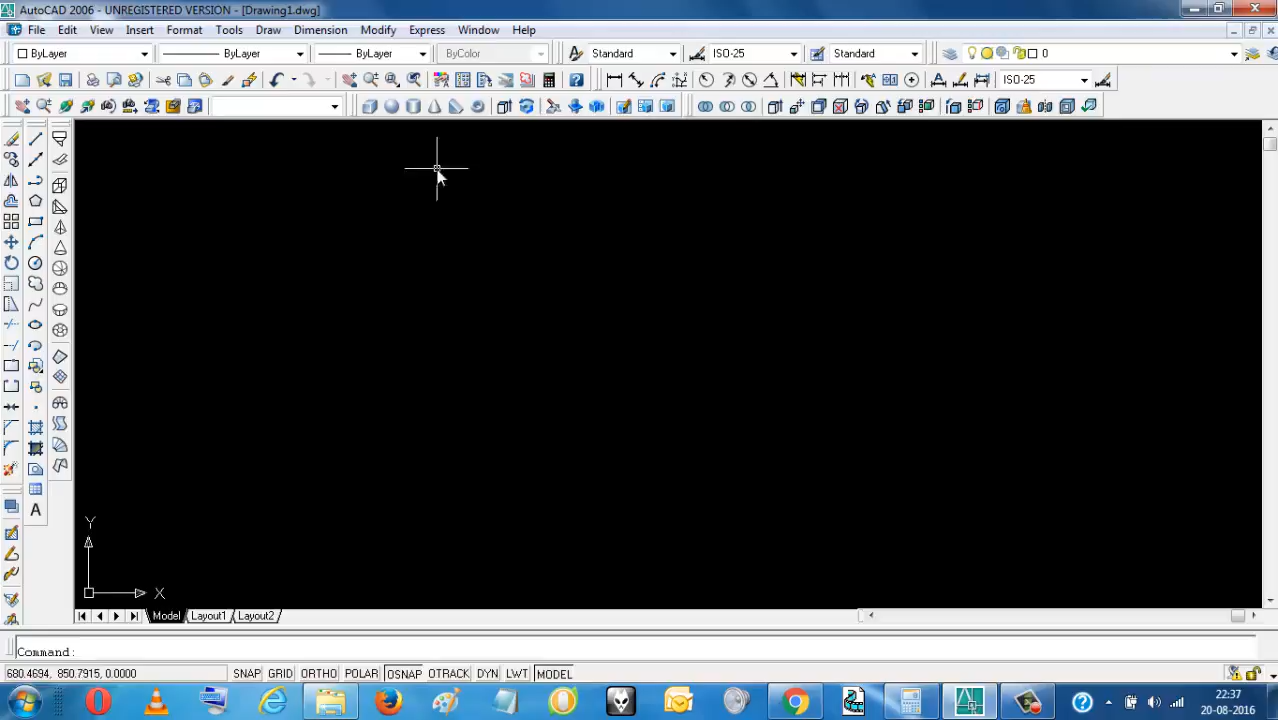 AutoCAD 2006 - UNREGISTERED VERSION - [Drawing1.dwg]
File Edit View Insert Format Tools Draw Dimension Modify Express Window Help
ByLayer ByLayer ByLayer ByColor Standard ISO-25 Standard 0
ISO-25
A
Y
X
Model Layout1 Layout2
Command:
680.4694, 850.7915, 0.0000 SNAP GRID ORTHO POLAR OSNAP OTRACK DYN LWT MODEL
22:37
20-08-2016